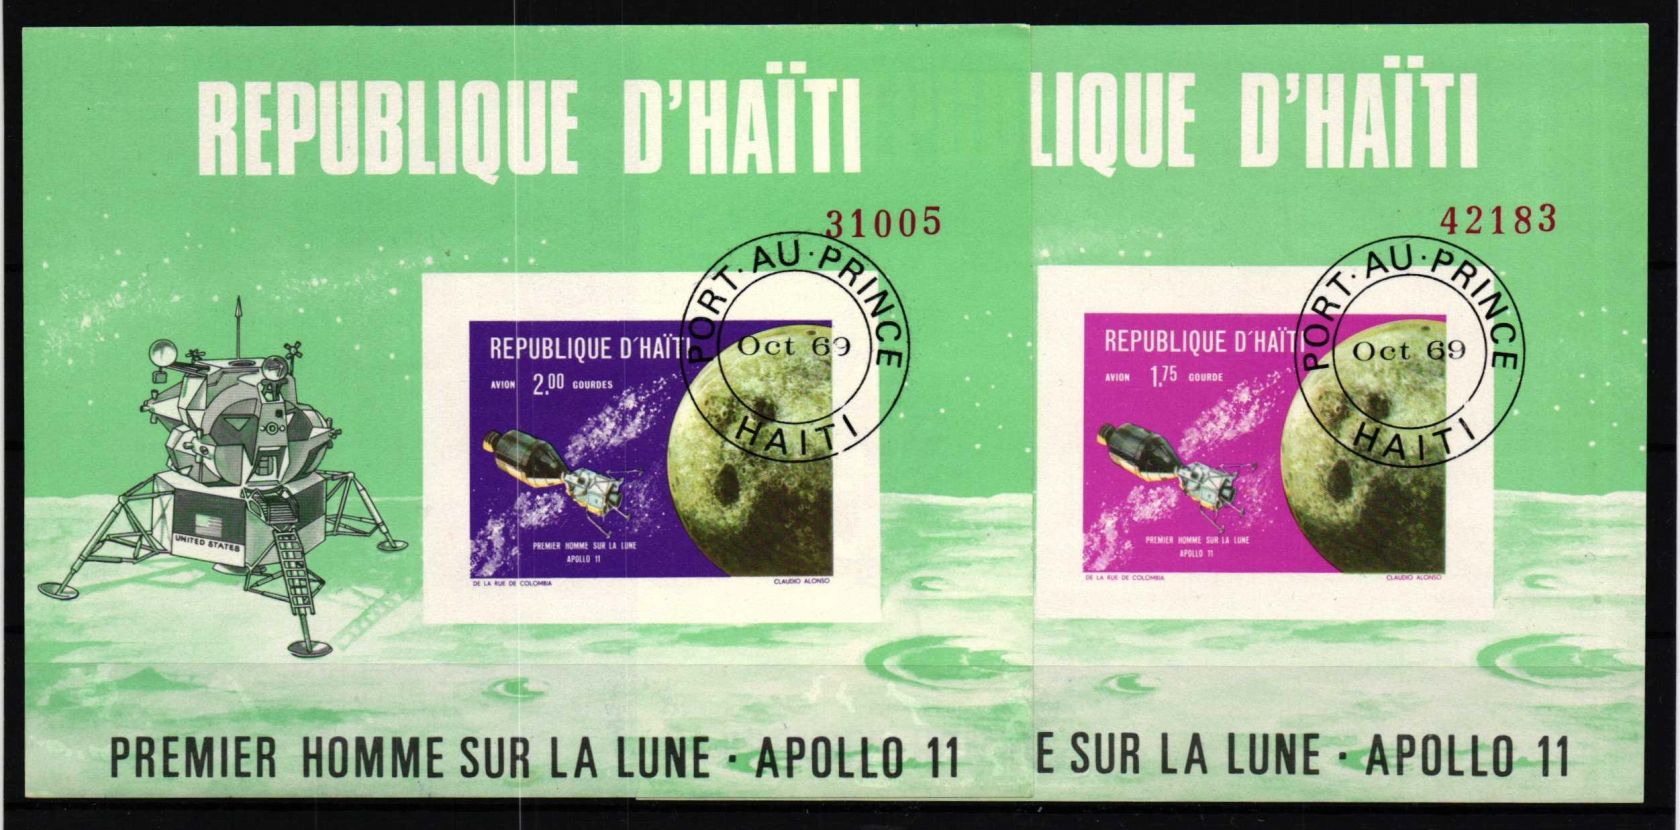 REPUBLIQUE D'HAÏTI
31005
PORT·AU·PRINCE
Oct 69
HAITI
REPUBLIQUE D'HAÏTI
AVION 2.00 GOURDES
PREMIER HOMME SUR LA LUNE
APOLLO 11
DE LA RUE DE COLOMBIA CLAUDIO ALONSO
UNITED STATES
PREMIER HOMME SUR LA LUNE · APOLLO 11
LIQUE D'HAÏTI
42183
PORT·AU·PRINCE
Oct 69
HAITI
REPUBLIQUE D'HAÏTI
AVION 1.75 GOURDE
PREMIER HOMME SUR LA LUNE
APOLLO 11
DE LA RUE DE COLOMBIA CLAUDIO ALONSO
E SUR LA LUNE · APOLLO 11